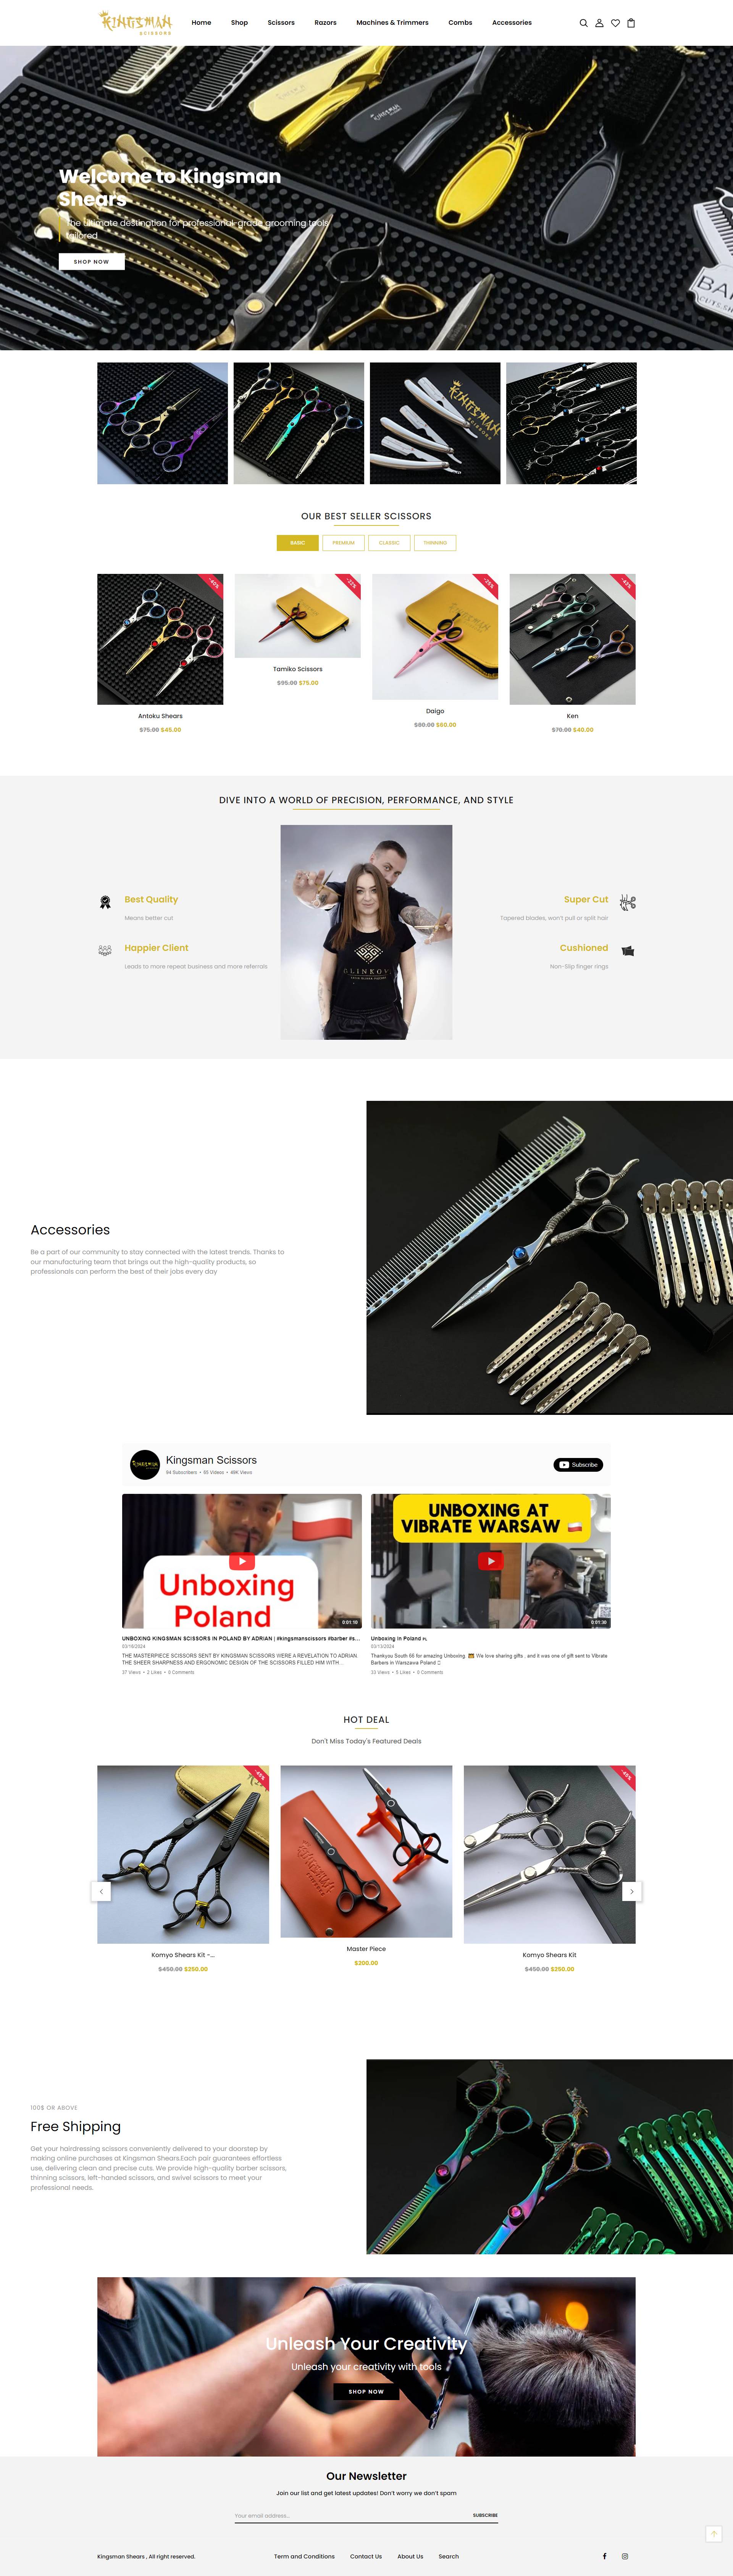 KINGSMAN
SCISSORS
Home
Shop
Scissors
Razors
Machines & Trimmers
Combs
Accessories
Welcome to Kingsman
Shears
The ultimate destination for professional-grade grooming tools
tailored
SHOP NOW
KINGSMAN
SCISSORS
OUR BEST SELLER SCISSORS
BASIC
PREMIUM
CLASSIC
THINNING
-40%
Antoku Shears
$75.00 $45.00
Tamiko Scissors
$95.00 $75.00
-25%
Daigo
$80.00 $60.00
-43%
Ken
$70.00 $40.00
DIVE INTO A WORLD OF PRECISION, PERFORMANCE, AND STYLE
Best Quality
Means better cut
Happier Client
Leads to more repeat business and more referrals
Super Cut
Tapered blades, won't pull or split hair
Cushioned
Non-Slip finger rings
Accessories
Be a part of our community to stay connected with the latest trends. Thanks to
our manufacturing team that brings out the high-quality products, so
professionals can perform the best of their jobs every day
Kingsman Scissors
94 Subscribers • 85 Videos • 48K Views
Subscribe
Unboxing
Poland
0:01:10
UNBOXING KINGSMAN SCISSORS IN POLAND BY ADRIAN | #kingsmanscissors #barber #s...
03/18/2024
THE MASTERPIECE SCISSORS SENT BY KINGSMAN SCISSORS WERE A REVELATION TO ADRIAN.
THE SHEER SHARPNESS AND ERGONOMIC DESIGN OF THE SCISSORS FILLED HIM WITH...
37 Views • 2 Likes • 0 Comments
UNBOXING AT
VIBRATE WARSAW
0:01:30
Unboxing in Poland
03/13/2024
Thankyou South 65 for amazing Unboxing We love sharing gifts , and it was one of gift sent to Vibrate
Barbers in Warszawa Poland
33 Views • 5 Likes • 0 Comments
HOT DEAL
Don't Miss Today's Featured Deals
Komyo Shears Kit -...
$450.00 $250.00
Master Piece
$200.00
Komyo Shears Kit
$450.00 $250.00
100$ OR ABOVE
Free Shipping
Get your hairdressing scissors conveniently delivered to your doorstep by
making online purchases at Kingsman Shears.Each pair guarantees effortless
use, delivering clean and precise cuts. We provide high-quality barber scissors,
thinning scissors, left-handed scissors, and swivel scissors to meet your
professional needs.
Unleash Your Creativity
Unleash your creativity with tools
SHOP NOW
Our Newsletter
Join our list and get latest updates! Don't worry we don't spam
Your email address...
SUBSCRIBE
Kingsman Shears , All right reserved.
Term and Conditions
Contact Us
About Us
Search